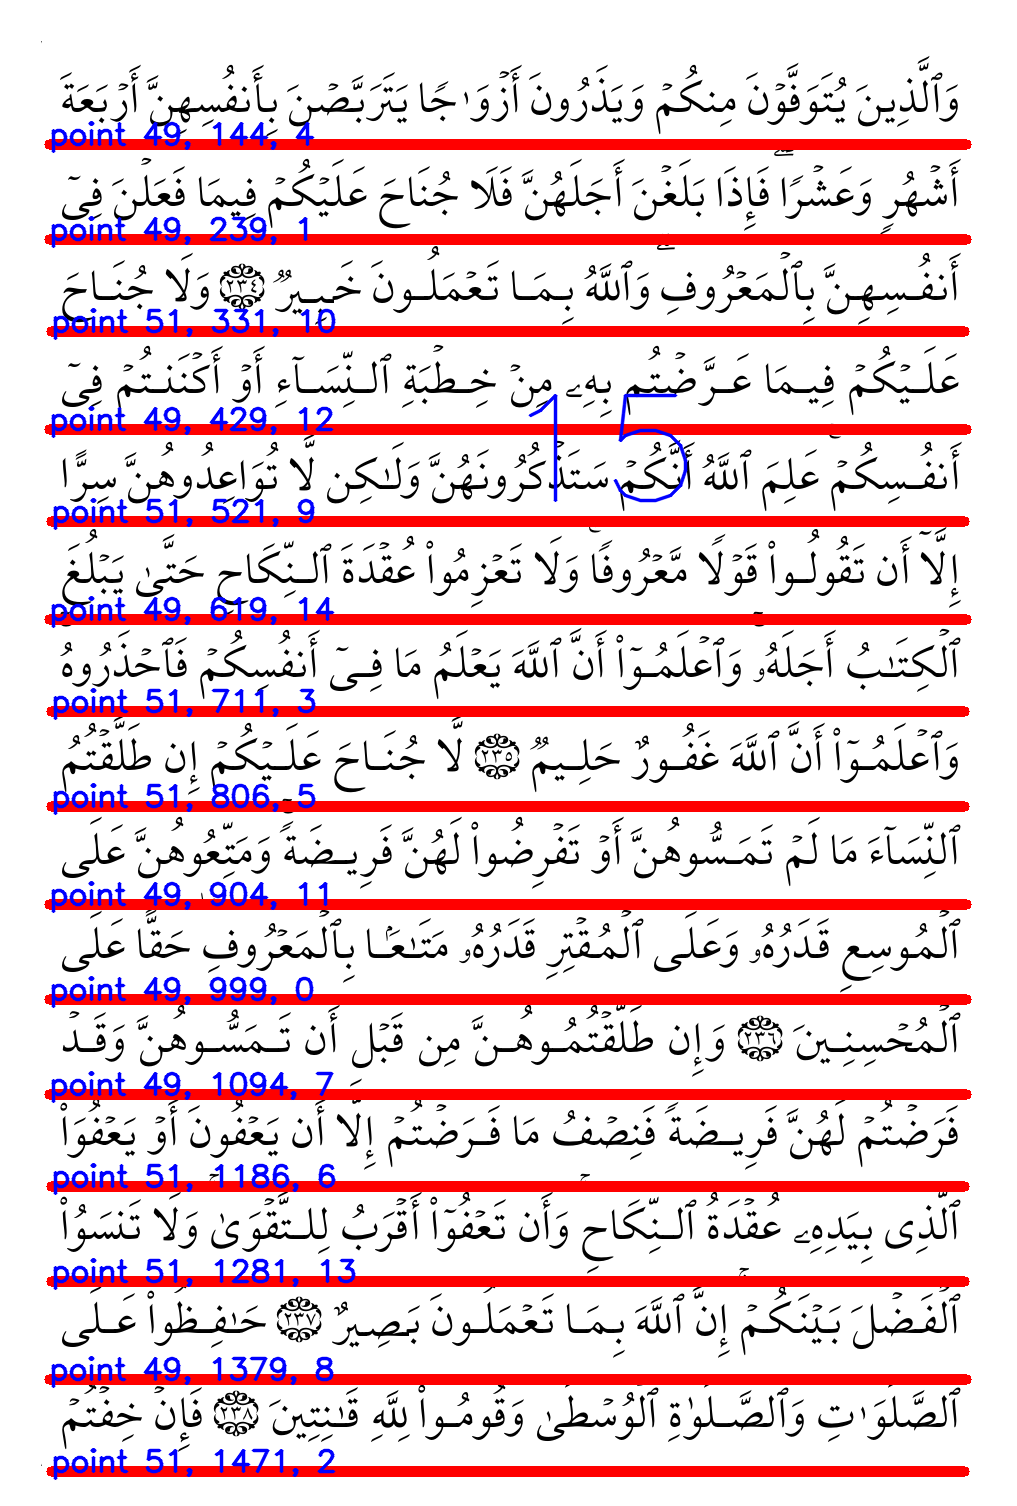 وَٱلَّذِينَ يُتَوَفَّوْنَ مِنكُمْ وَيَذَرُونَ أَزْوَٰجًا يَتَرَبَّصْنَ بِأَنفُسِهِنَّ أَرْبَعَةَ
point 49, 144, 4
أَشْهُرٍ وَعَشْرًا ۖ فَإِذَا بَلَغْنَ أَجَلَهُنَّ فَلَا جُنَاحَ عَلَيْكُمْ فِيمَا فَعَلْنَ فِىٓ
point 49, 239, 1
أَنفُسِهِنَّ بِٱلْمَعْرُوفِ ۗ وَٱللَّهُ بِمَا تَعْمَلُونَ خَبِيرٌ ٢٣٤ وَلَا جُنَاحَ
point 51, 331, 10
عَلَيْكُمْ فِيمَا عَرَّضْتُم بِهِۦ مِنْ خِطْبَةِ ٱلنِّسَآءِ أَوْ أَكْنَنتُمْ فِىٓ
point 49, 429, 12
15
أَنفُسِكُمْ ۚ عَلِمَ ٱللَّهُ أَنَّكُمْ سَتَذْكُرُونَهُنَّ وَلَـٰكِن لَّا تُوَاعِدُوهُنَّ سِرًّا
point 51, 521, 9
إِلَّآ أَن تَقُولُوا۟ قَوْلًا مَّعْرُوفًا ۚ وَلَا تَعْزِمُوا۟ عُقْدَةَ ٱلنِّكَاحِ حَتَّىٰ يَبْلُغَ
point 49, 619, 14
ٱلْكِتَـٰبُ أَجَلَهُۥ ۚ وَٱعْلَمُوٓا۟ أَنَّ ٱللَّهَ يَعْلَمُ مَا فِىٓ أَنفُسِكُمْ فَٱحْذَرُوهُ
point 51, 711, 3
وَٱعْلَمُوٓا۟ أَنَّ ٱللَّهَ غَفُورٌ حَلِيمٌ ٢٣٥ لَّا جُنَاحَ عَلَيْكُمْ إِن طَلَّقْتُمُ
point 51, 806, 5
ٱلنِّسَآءَ مَا لَمْ تَمَسُّوهُنَّ أَوْ تَفْرِضُوا۟ لَهُنَّ فَرِيضَةً ۚ وَمَتِّعُوهُنَّ عَلَى
point 49, 904, 11
ٱلْمُوسِعِ قَدَرُهُۥ وَعَلَى ٱلْمُقْتِرِ قَدَرُهُۥ مَتَـٰعًۢا بِٱلْمَعْرُوفِ ۖ حَقًّا عَلَى
point 49, 999, 0
ٱلْمُحْسِنِينَ ٢٣٦ وَإِن طَلَّقْتُمُوهُنَّ مِن قَبْلِ أَن تَمَسُّوهُنَّ وَقَدْ
point 49, 1094, 7
فَرَضْتُمْ لَهُنَّ فَرِيضَةً فَنِصْفُ مَا فَرَضْتُمْ إِلَّآ أَن يَعْفُونَ أَوْ يَعْفُوَا۟
point 51, 1186, 6
ٱلَّذِى بِيَدِهِۦ عُقْدَةُ ٱلنِّكَاحِ ۚ وَأَن تَعْفُوٓا۟ أَقْرَبُ لِلتَّقْوَىٰ ۚ وَلَا تَنسَوُا۟
point 51, 1281, 13
ٱلْفَضْلَ بَيْنَكُمْ ۚ إِنَّ ٱللَّهَ بِمَا تَعْمَلُونَ بَصِيرٌ ٢٣٧ حَـٰفِظُوا۟ عَلَى
point 49, 1379, 8
ٱلصَّلَوَٰتِ وَٱلصَّلَوٰةِ ٱلْوُسْطَىٰ وَقُومُوا۟ لِلَّهِ قَـٰنِتِينَ ٢٣٨ فَإِنْ خِفْتُمْ
point 51, 1471, 2